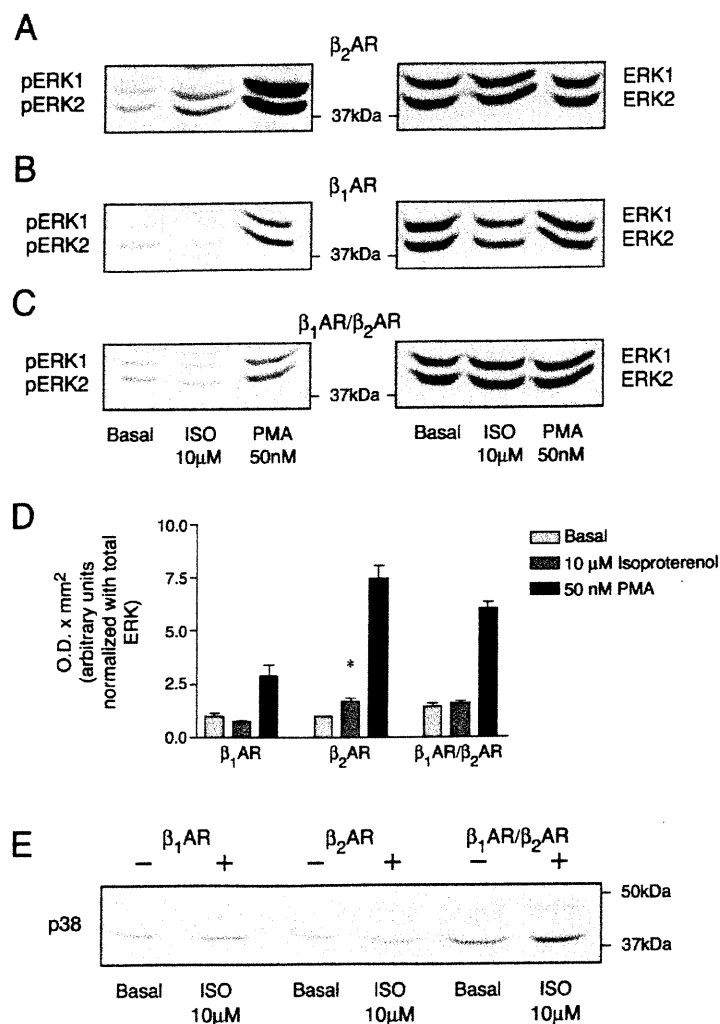 A
β2AR
pERK1
pERK2
37kDa
ERK1
ERK2
B
β1AR
pERK1
pERK2
37kDa
ERK1
ERK2
C
β1AR/β2AR
pERK1
pERK2
37kDa
ERK1
ERK2
Basal ISO PMA Basal ISO PMA
10μM 50nM 10μM 50nM
D
O.D. x mm2
(arbitrary units
normalized with total
ERK)
10.0
7.5
5.0
2.5
0.0
*
β1AR β2AR β1AR/β2AR
Basal
10 μM Isoproterenol
50 nM PMA
E
β1AR β2AR β1AR/β2AR
− + − + − +
p38
50kDa
37kDa
Basal ISO Basal ISO Basal ISO
10μM 10μM 10μM